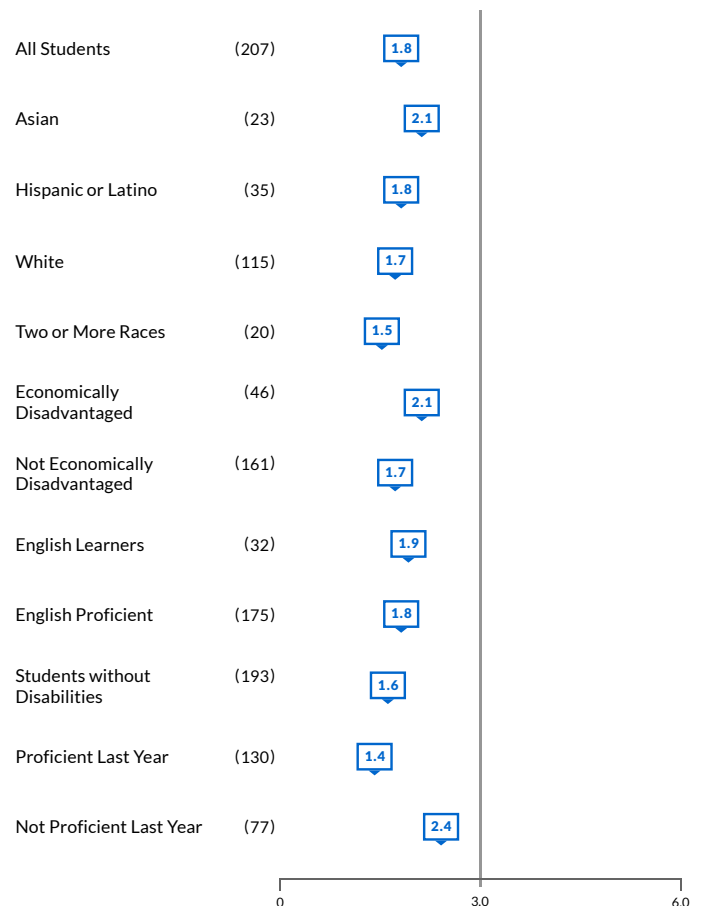 All Students (207) 1.8
Asian (23) 2.1
Hispanic or Latino (35) 1.8
White (115) 1.7
Two or More Races (20) 1.5
Economically (46)
Disadvantaged 2.1
Not Economically (161)
Disadvantaged 1.7
English Learners (32) 1.9
English Proficient (175) 1.8
Students without (193)
Disabilities 1.6
Proficient Last Year (130) 1.4
Not Proficient Last Year (77) 2.4
0 3.0 6.0